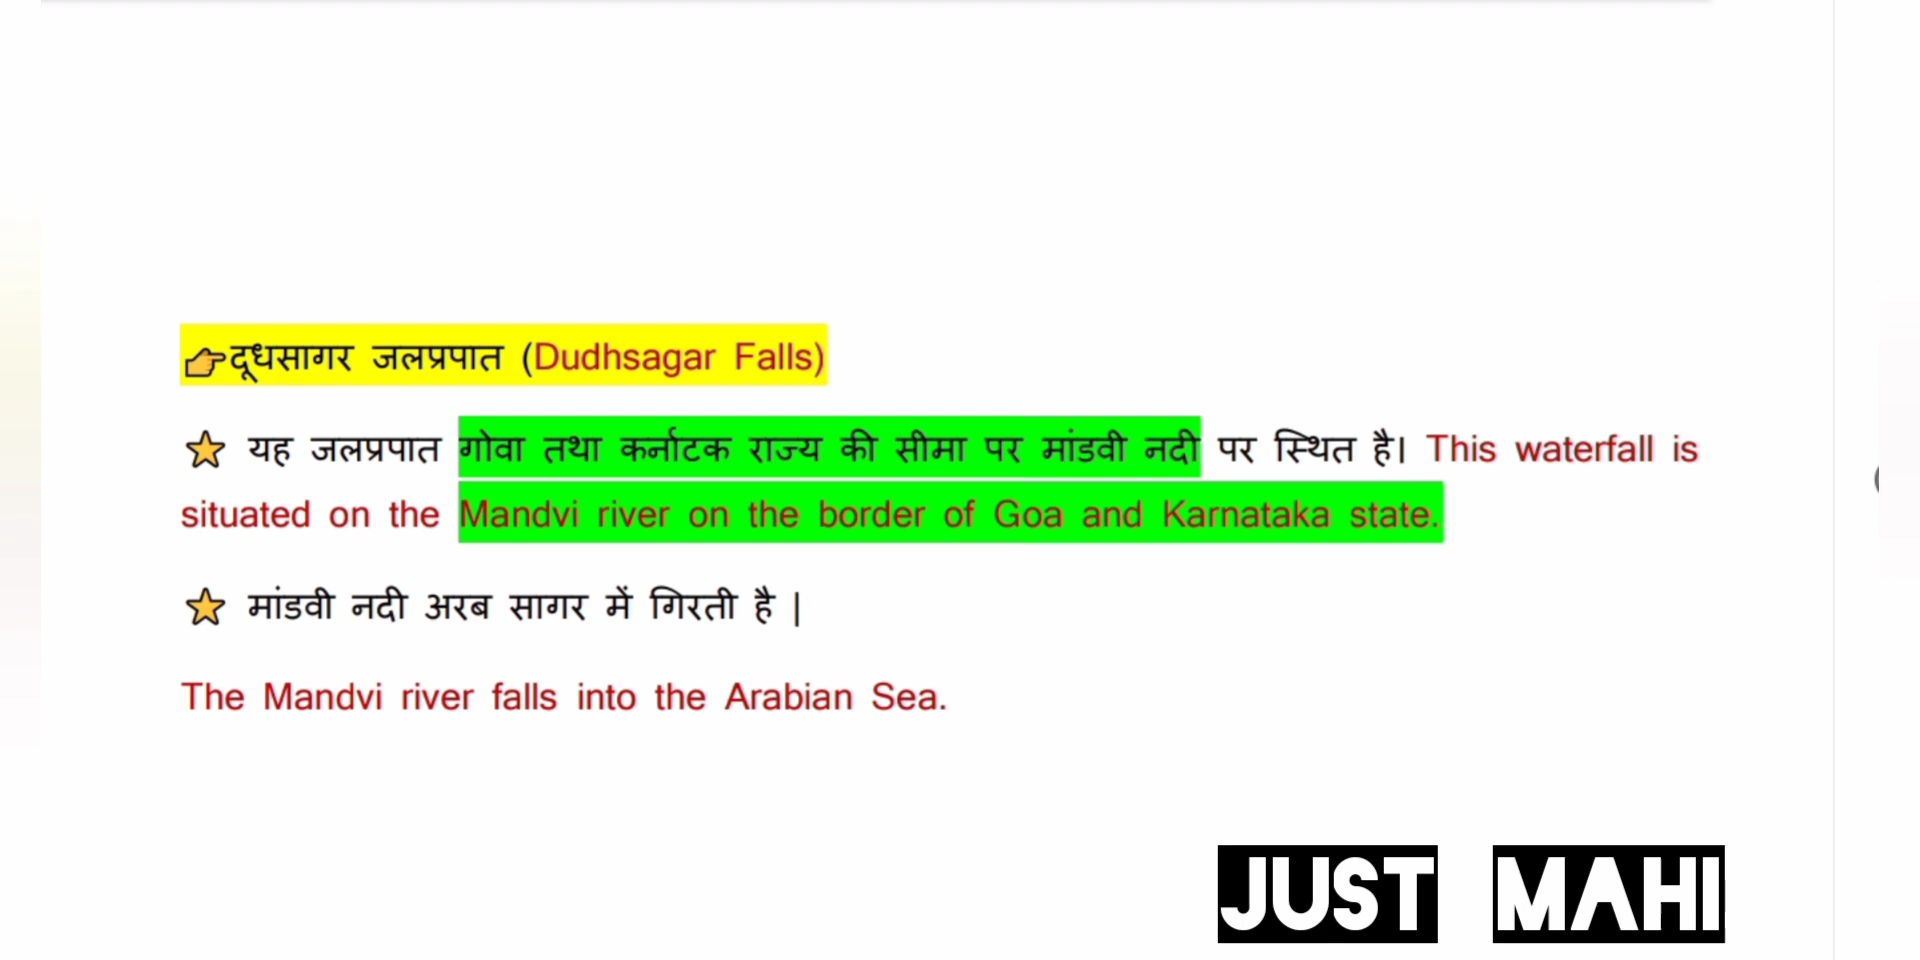 👉दूधसागर जलप्रपात (Dudhsagar Falls)
⭐ यह जलप्रपात गोवा तथा कर्नाटक राज्य की सीमा पर मांडवी नदी पर स्थित है। This waterfall is
situated on the Mandvi river on the border of Goa and Karnataka state.
⭐ मांडवी नदी अरब सागर में गिरती है |
The Mandvi river falls into the Arabian Sea.
JUST MAHI